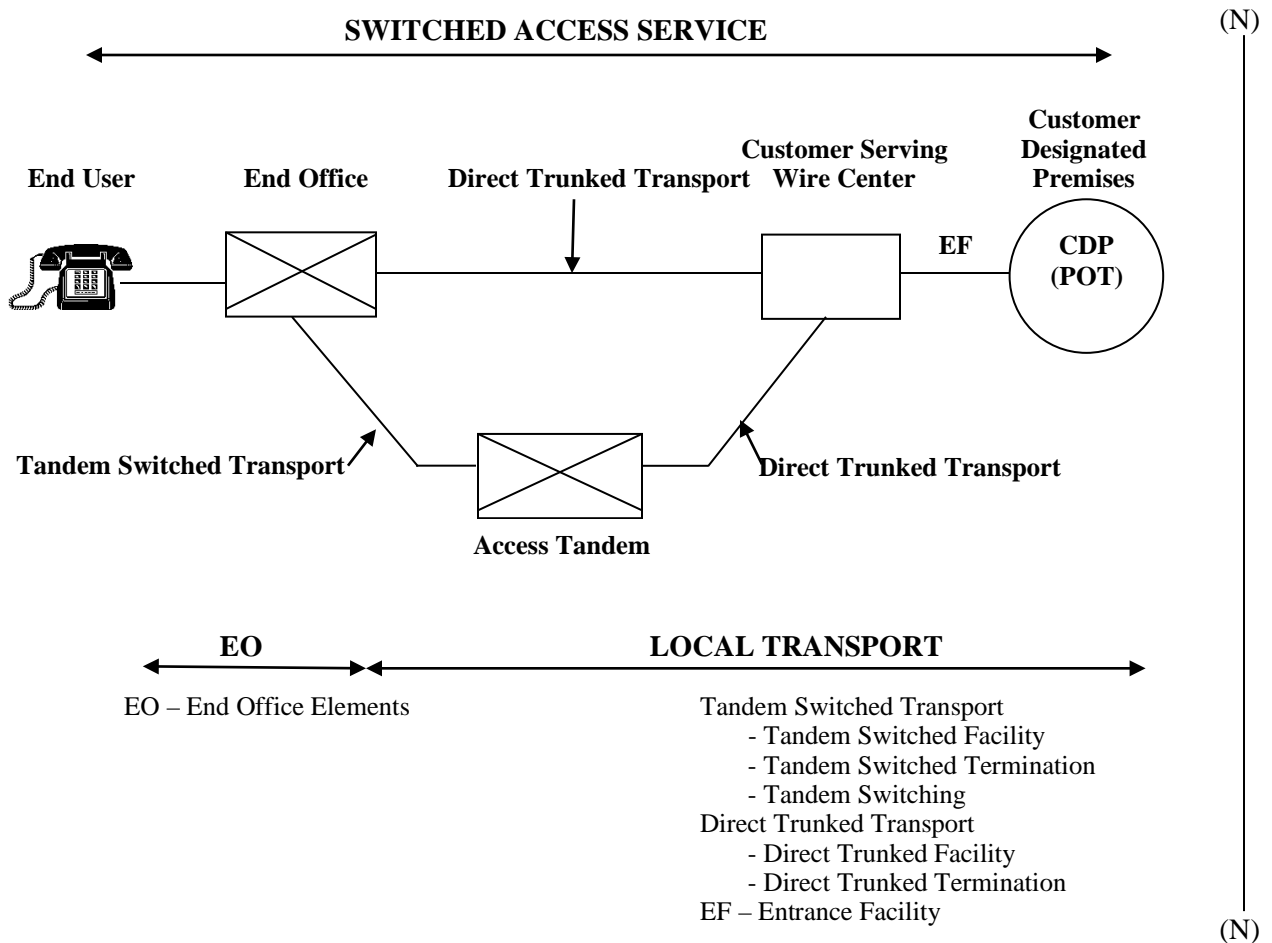 (N)
SWITCHED ACCESS SERVICE
Customer
Designated
Premises
Customer Serving
Wire Center
End User
End Office
Direct Trunked Transport
EF
CDP
(POT)
Tandem Switched Transport
Direct Trunked Transport
Access Tandem
EO
LOCAL TRANSPORT
EO – End Office Elements
Tandem Switched Transport
- Tandem Switched Facility
- Tandem Switched Termination
- Tandem Switching
Direct Trunked Transport
- Direct Trunked Facility
- Direct Trunked Termination
EF – Entrance Facility
(N)